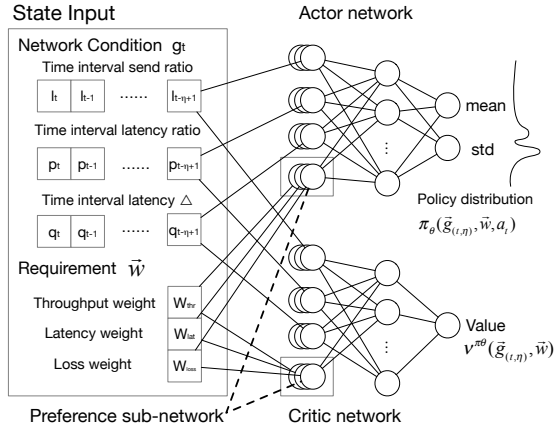 State Input
Actor network
Network Condition gt
Time interval send ratio
lt lt-1 ...... lt-η+1
Time interval latency ratio
pt pt-1 ...... pt-η+1
Time interval latency △
qt qt-1 ...... qt-η+1
mean
std
⋮
Policy distribution
πθ(g⃗(t,η),w⃗,at)
Requirement w⃗
Throughput weight Wthr
Latency weight Wlat
Loss weight Wloss
⋮
Value
νπθ(g⃗(t,η),w⃗)
Preference sub-network
Critic network